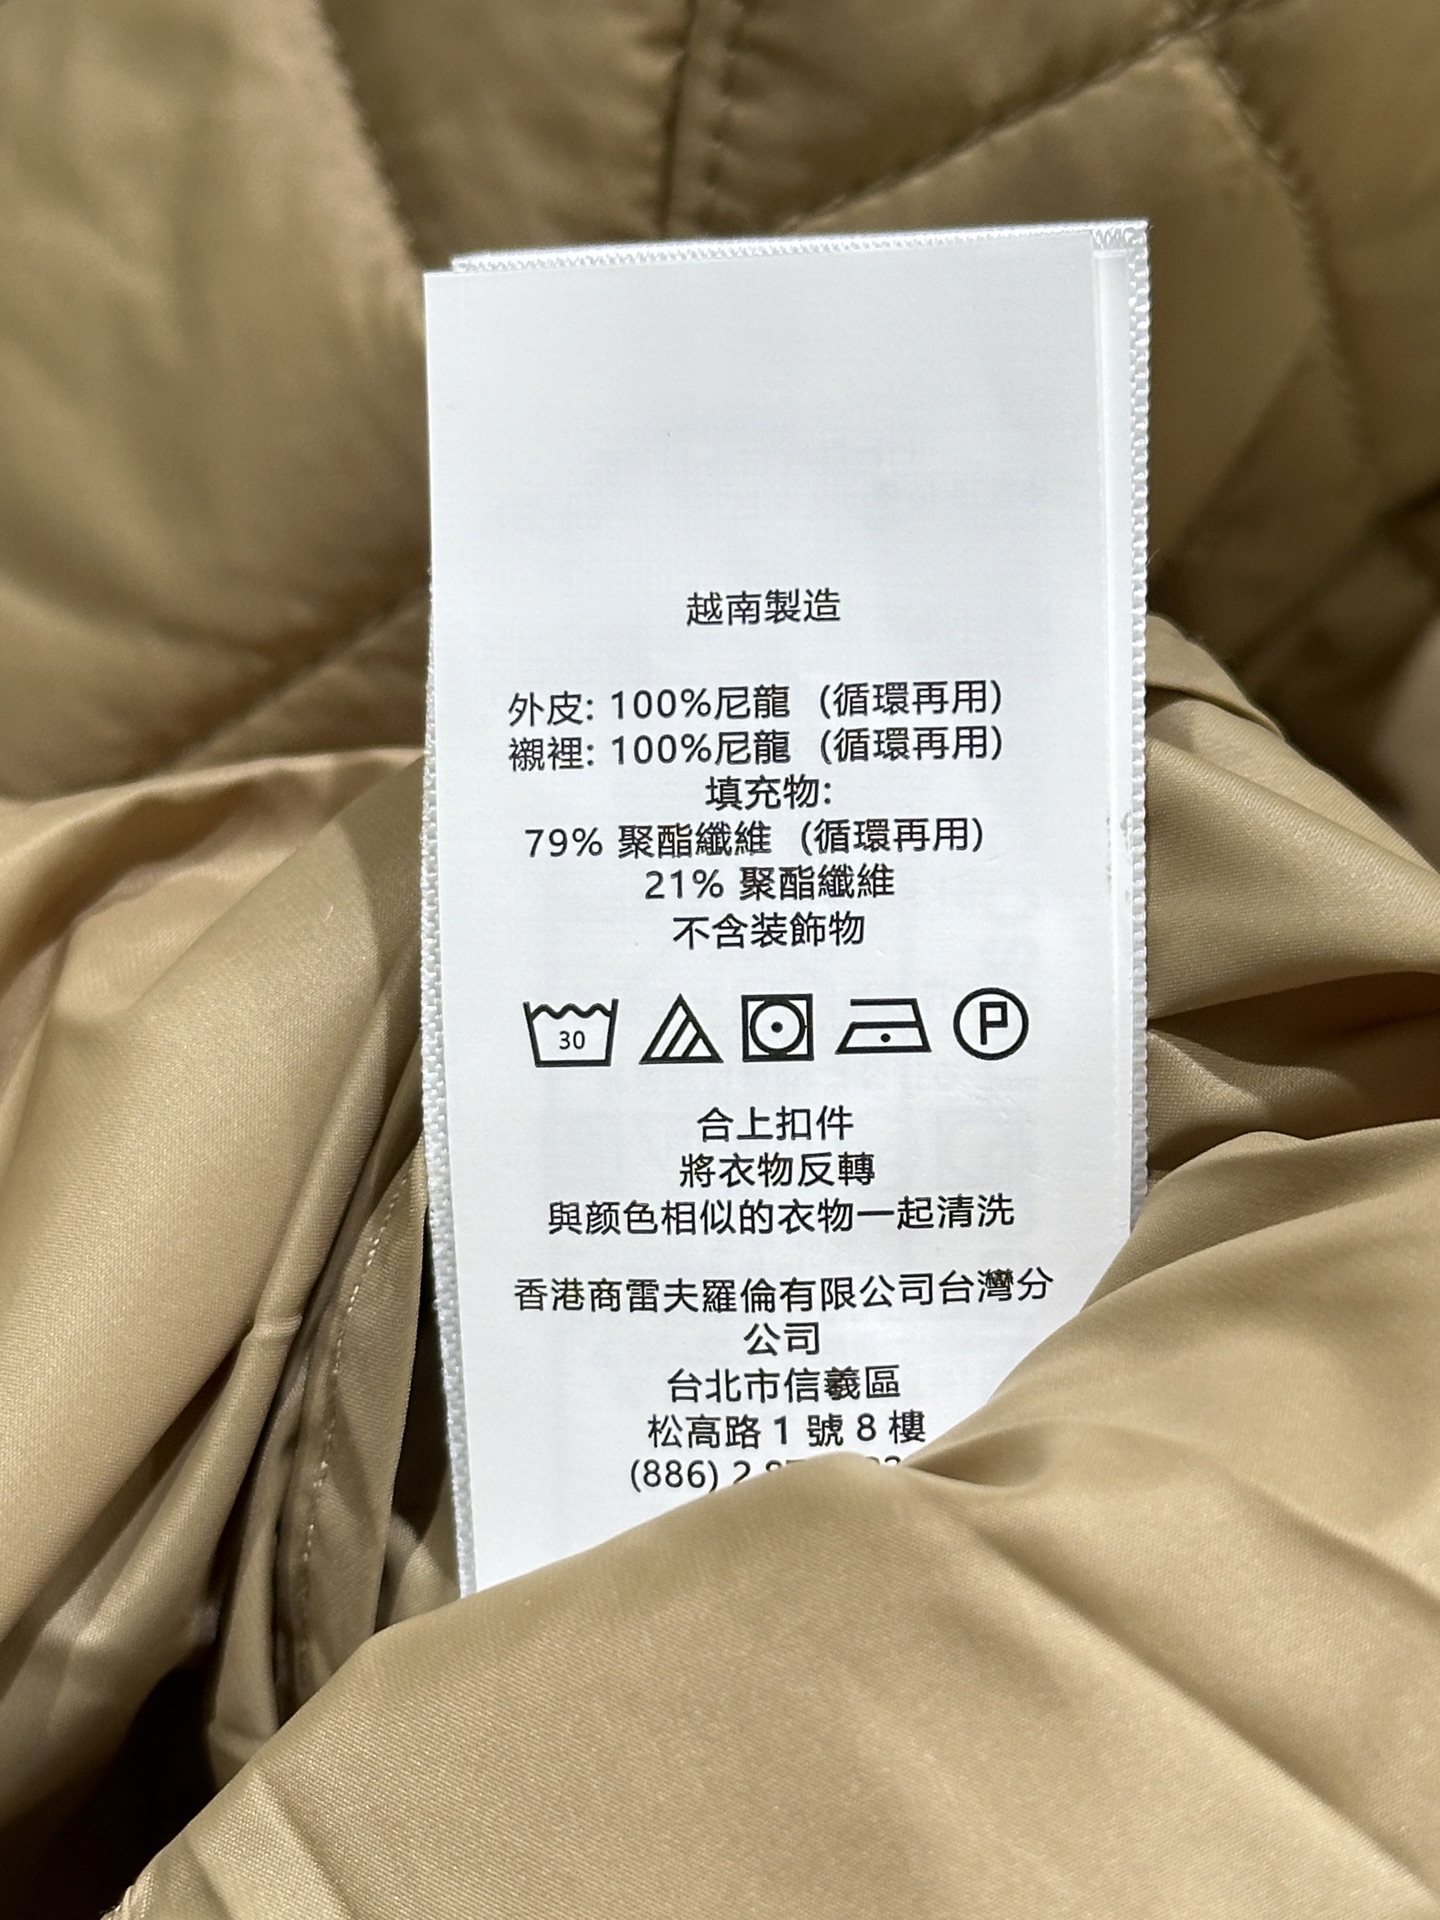 越南製造
外皮: 100%尼龍 (循環再用)
襯裡: 100%尼龍 (循環再用)
填充物:
79% 聚酯纖維 (循環再用)
21% 聚酯纖維
不含装飾物
30
P
合上扣件
將衣物反轉
與颜色相似的衣物一起清洗
香港商雷夫羅倫有限公司台灣分
公司
台北市信義區
松高路 1 號 8 樓
(886) 2